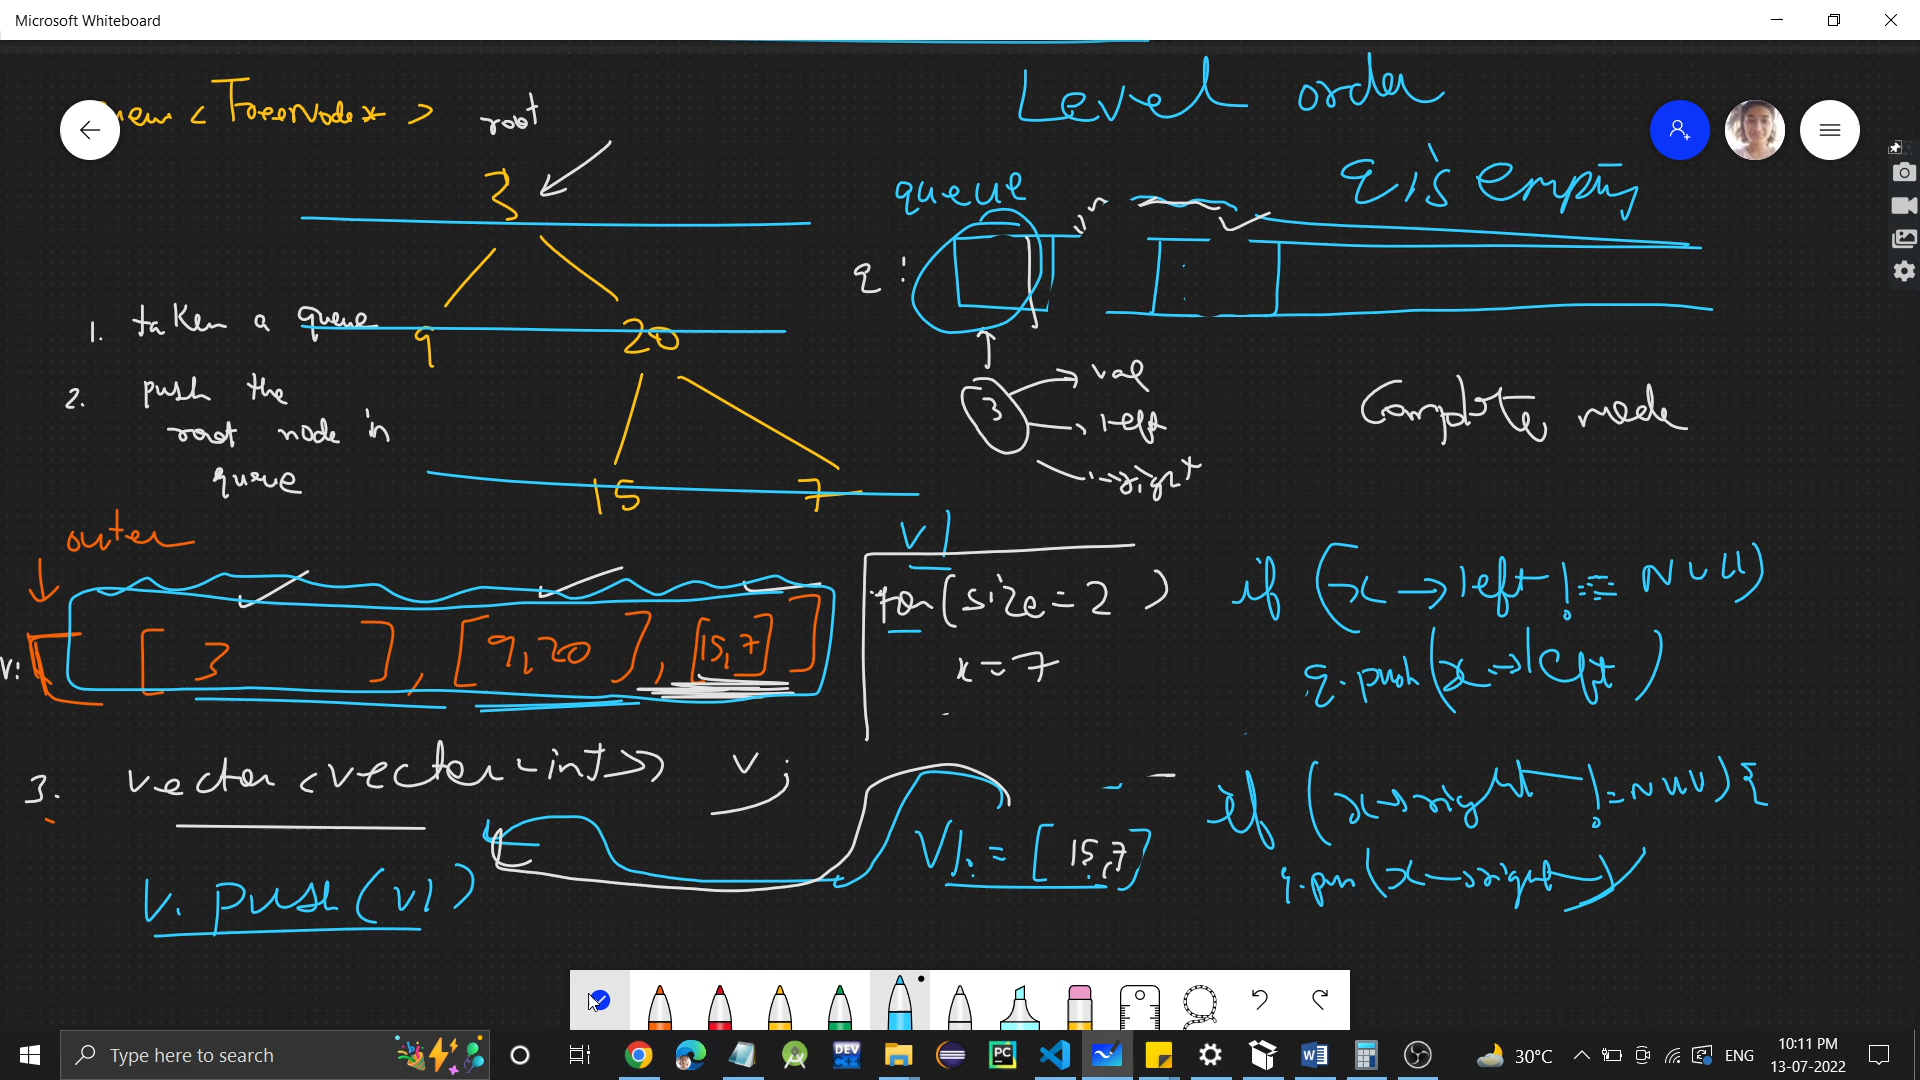 Microsoft Whiteboard
Level order
< TreeNode* >
root
q is empty
queue
3
q :
1. taken a queue
9 20
2. push the
root node in
queue
3
val
left
right
Complete node
15 7
outer
v1
for(size=2 )
x=7
if (x->left != NULL)
q.push(x->left)
v:
[[ 3 ], [9,20], [15,7]]
3. vector<vector<int>> v;
if (x->right != NULL){
q.push(x->right)
V1: = [15,7]
v. push(v1)
Type here to search
DEV
PC
30°C
ENG
10:11 PM
13-07-2022